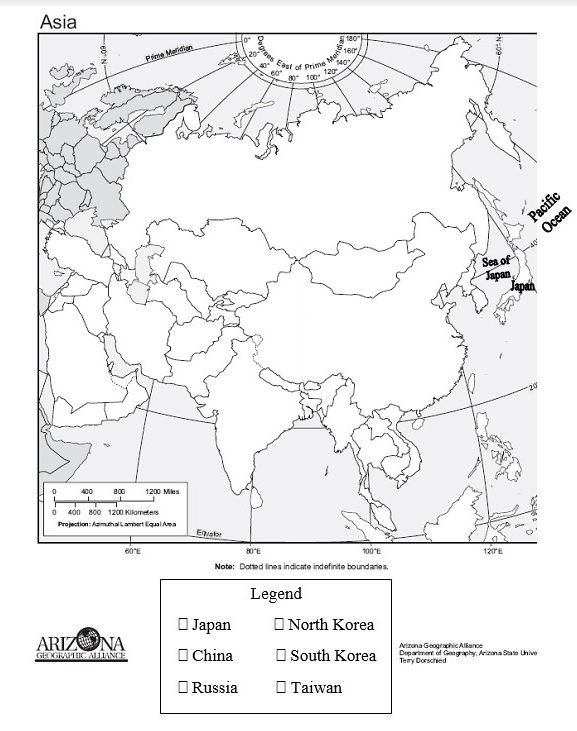 Asia
60° N
Prime Meridian
0°
20°
40°
60°
80°
100°
120°
140°
160°
180°
Degrees East of Prime Meridian
60° N
Pacific
Ocean
Sea of
Japan
Japan
40°
20°
0 400 800 1200 Miles
0 400 800 1200 Kilometers
Projection: Azimuthal Lambert Equal Area
Equator
60°E
80°E
100°E
120°E
Note: Dotted lines indicate indefinite boundaries.
Legend
☐ Japan ☐ North Korea
☐ China ☐ South Korea
☐ Russia ☐ Taiwan
ARIZONA
GEOGRAPHIC ALLIANCE
Arizona Geographic Alliance
Department of Geography, Arizona State Unive
Terry Dorschied